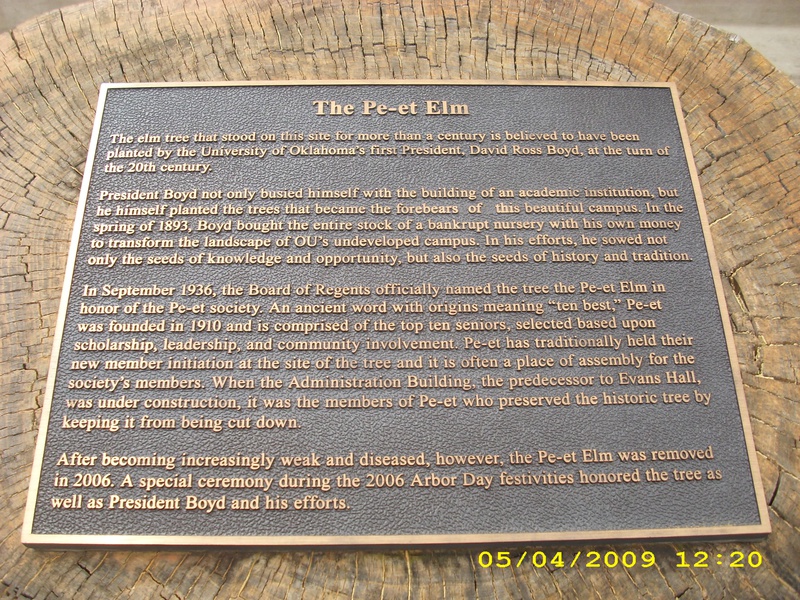 The Pe-et Elm
The elm tree that stood on this site for more than a century is believed to have been
planted by the University of Oklahoma's first President, David Ross Boyd, at the turn of
the 20th century.
President Boyd not only busied himself with the building of an academic institution, but
he himself planted the trees that became the forebears of this beautiful campus. In the
spring of 1893, Boyd bought the entire stock of a bankrupt nursery with his own money
to transform the landscape of OU's undeveloped campus. In his efforts, he sowed not
only the seeds of knowledge and opportunity, but also the seeds of history and tradition.
In September 1936, the Board of Regents officially named the tree the Pe-et Elm in
honor of the Pe-et society. An ancient word with origins meaning "ten best," Pe-et
was founded in 1910 and is comprised of the top ten seniors, selected based upon
scholarship, leadership, and community involvement. Pe-et has traditionally held their
new member initiation at the site of the tree and it is often a place of assembly for the
society's members. When the Administration Building, the predecessor to Evans Hall,
was under construction, it was the members of Pe-et who preserved the historic tree by
keeping it from being cut down.
After becoming increasingly weak and diseased, however, the Pe-et Elm was removed
in 2006. A special ceremony during the 2006 Arbor Day festivities honored the tree as
well as President Boyd and his efforts.
05/04/2009 12:20